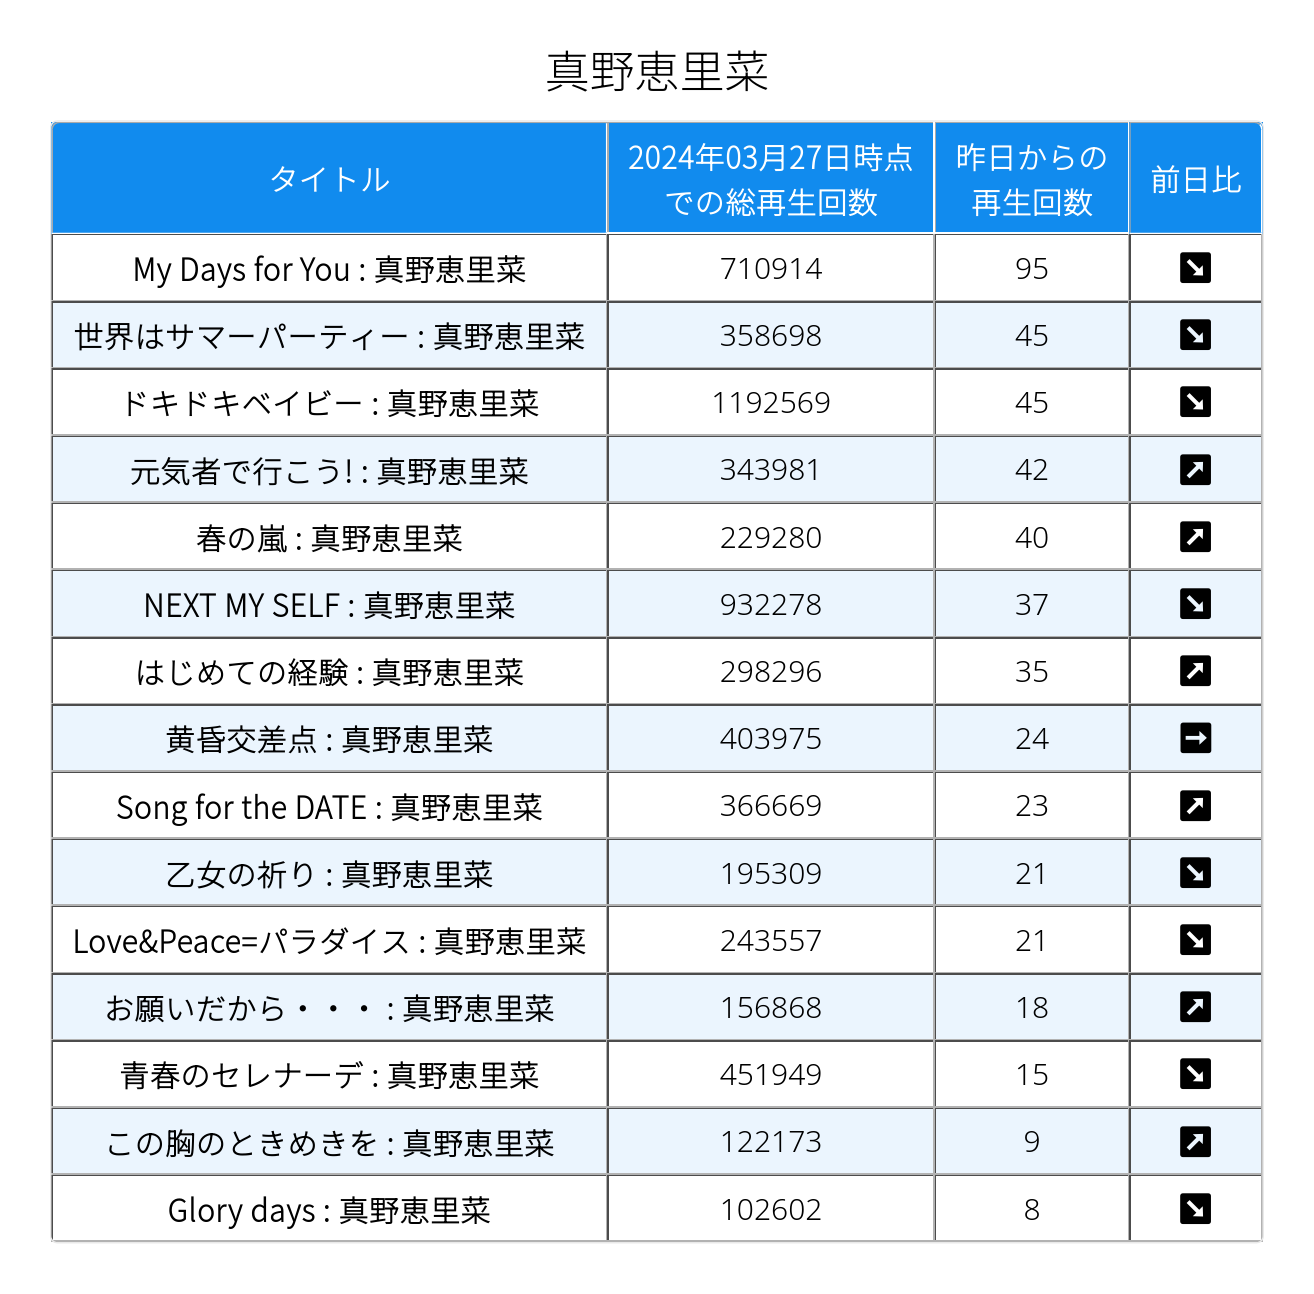 真野恵里菜
タイトル 2024年03月27日時点での総再生回数 昨日からの再生回数 前日比
My Days for You : 真野恵里菜 710914 95 ↘
世界はサマーパーティー : 真野恵里菜 358698 45 ↘
ドキドキベイビー : 真野恵里菜 1192569 45 ↘
元気者で行こう! : 真野恵里菜 343981 42 ↗
春の嵐 : 真野恵里菜 229280 40 ↗
NEXT MY SELF : 真野恵里菜 932278 37 ↘
はじめての経験 : 真野恵里菜 298296 35 ↗
黄昏交差点 : 真野恵里菜 403975 24 →
Song for the DATE : 真野恵里菜 366669 23 ↗
乙女の祈り : 真野恵里菜 195309 21 ↘
Love&Peace=パラダイス : 真野恵里菜 243557 21 ↘
お願いだから・・・ : 真野恵里菜 156868 18 ↗
青春のセレナーデ : 真野恵里菜 451949 15 ↘
この胸のときめきを : 真野恵里菜 122173 9 ↗
Glory days : 真野恵里菜 102602 8 ↘